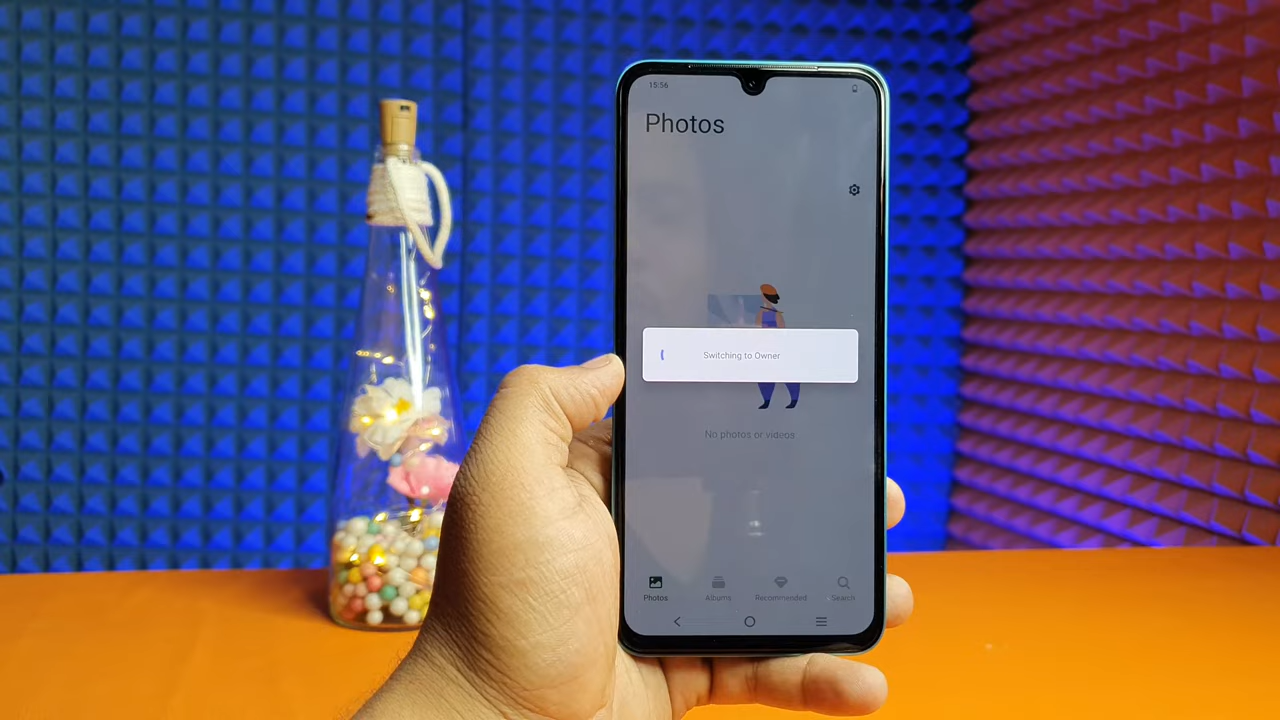 15:56
Photos
Switching to Owner
No photos or videos
Photos
Albums
Recommended
Search